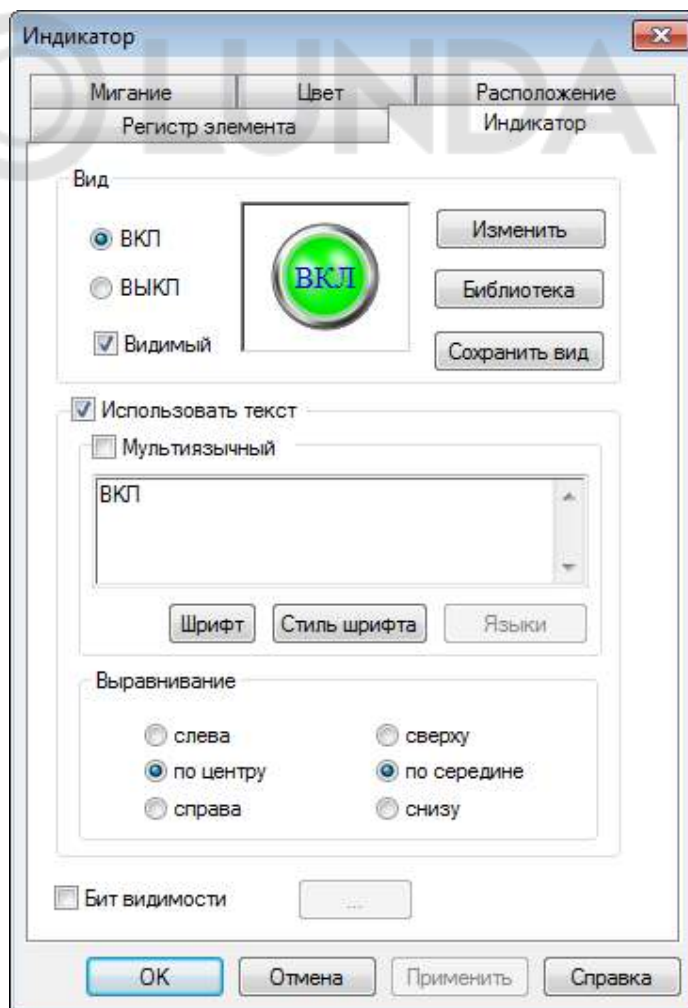 Индикатор
LUNDA
Мигание Цвет Расположение
Регистр элемента Индикатор
Вид
ВКЛ
ВЫКЛ
Видимый
ВКЛ
Изменить
Библиотека
Сохранить вид
Использовать текст
Мультиязычный
ВКЛ
Шрифт Стиль шрифта Языки
Выравнивание
слева сверху
по центру по середине
справа снизу
Бит видимости ...
OK Отмена Применить Справка